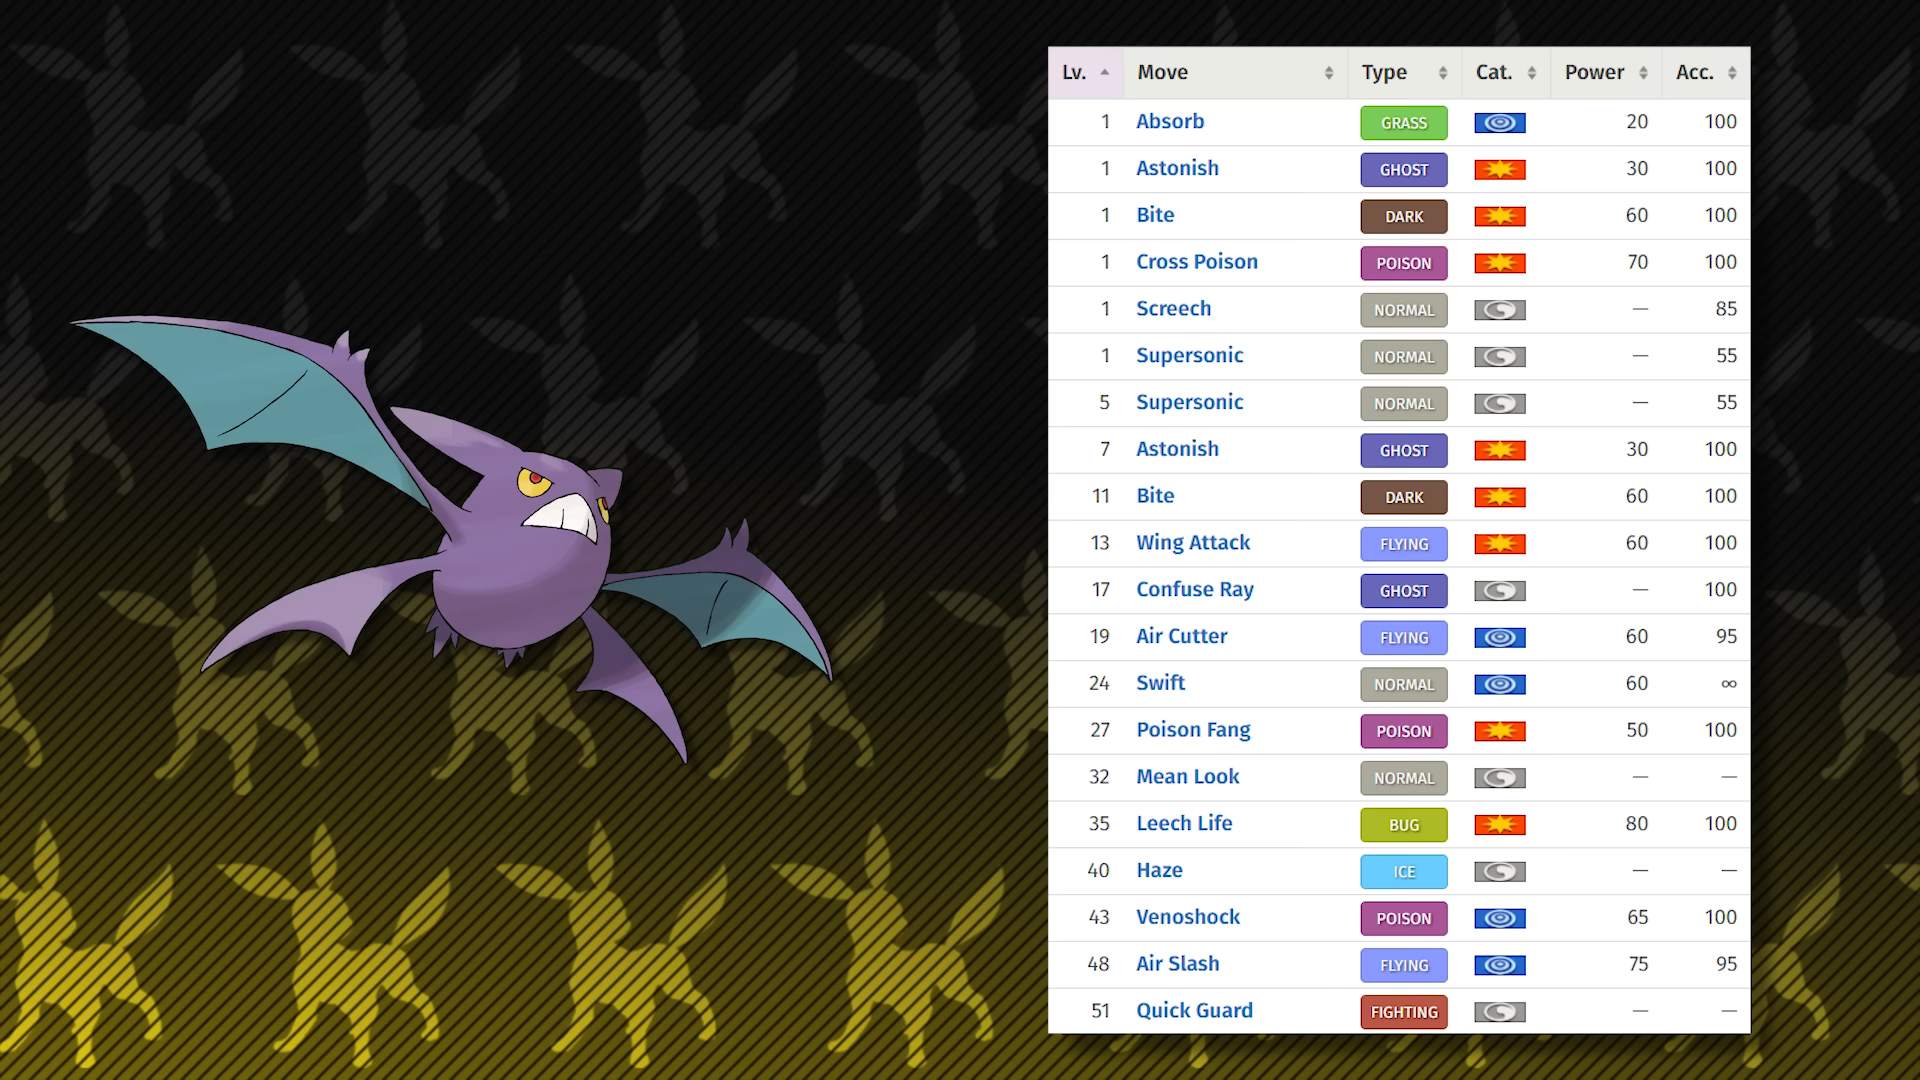 Lv. Move Type Cat. Power Acc.
1 Absorb GRASS 20 100
1 Astonish GHOST 30 100
1 Bite DARK 60 100
1 Cross Poison POISON 70 100
1 Screech NORMAL — 85
1 Supersonic NORMAL — 55
5 Supersonic NORMAL — 55
7 Astonish GHOST 30 100
11 Bite DARK 60 100
13 Wing Attack FLYING 60 100
17 Confuse Ray GHOST — 100
19 Air Cutter FLYING 60 95
24 Swift NORMAL 60 ∞
27 Poison Fang POISON 50 100
32 Mean Look NORMAL — —
35 Leech Life BUG 80 100
40 Haze ICE — —
43 Venoshock POISON 65 100
48 Air Slash FLYING 75 95
51 Quick Guard FIGHTING — —